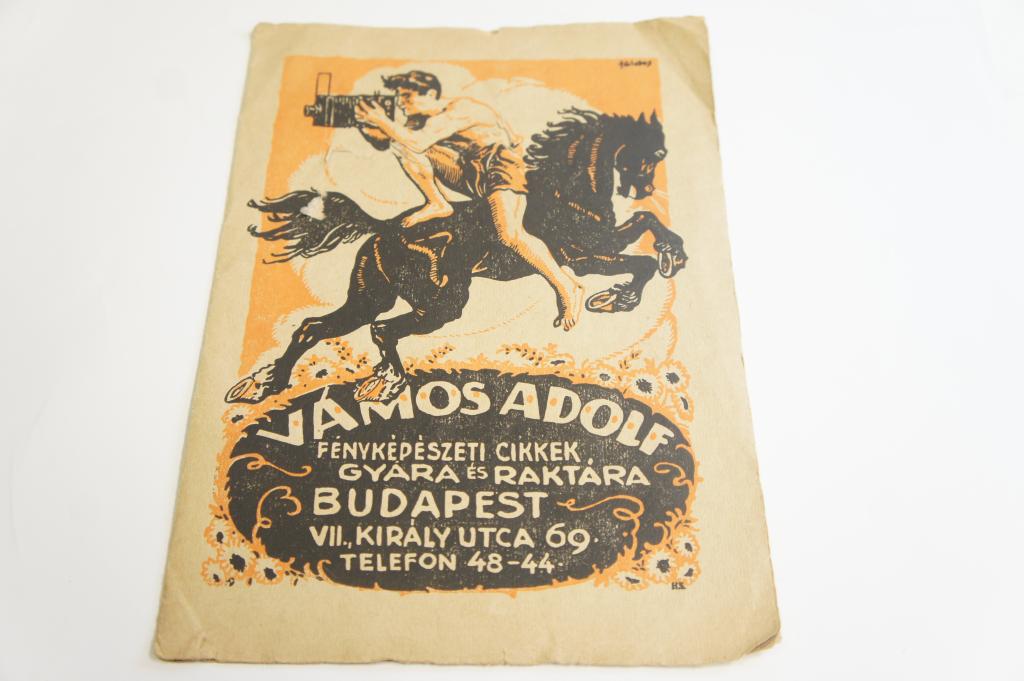 VÁMOS ADOLF
FÉNYKÉPÉSZETI CIKKEK
GYÁRA ÉS RAKTÁRA
BUDAPEST
VII., KIRÁLY UTCA 69.
TELEFON 48-44.